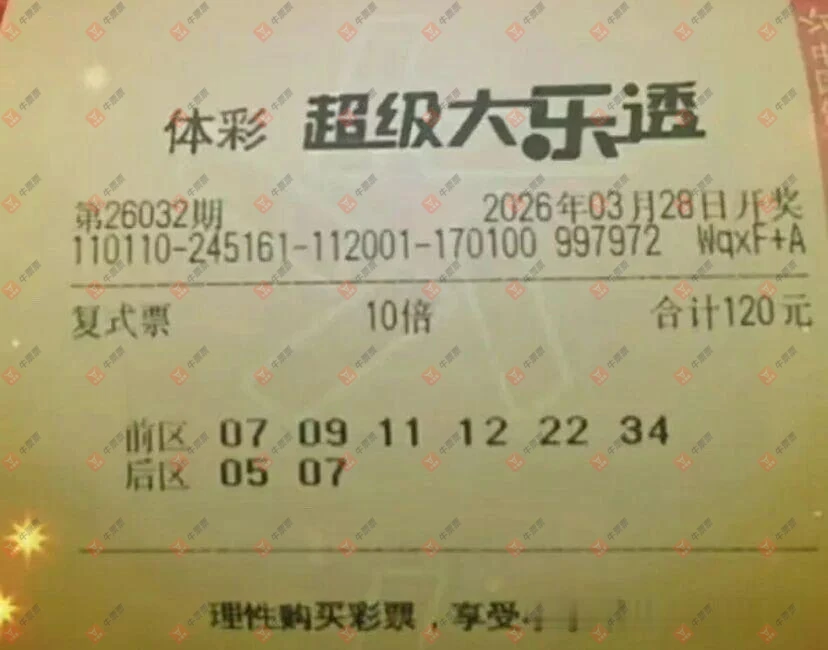 体彩 超级大乐透
第26032期 2026年03月28日开奖
110110-245161-112001-170100 997972 WqxF+A
复式票 10倍 合计120元
前区 07 09 11 12 22 34
后区 05 07
理性购买彩票，享受
牛票票